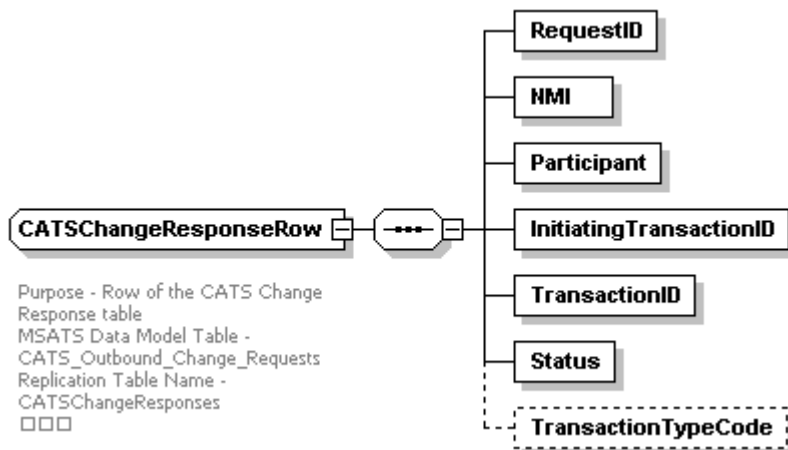 RequestID
NMI
Participant
CATSChangeResponseRow
InitiatingTransactionID
TransactionID
Status
TransactionTypeCode
Purpose - Row of the CATS Change
Response table
MSATS Data Model Table -
CATS_Outbound_Change_Requests
Replication Table Name -
CATSChangeResponses